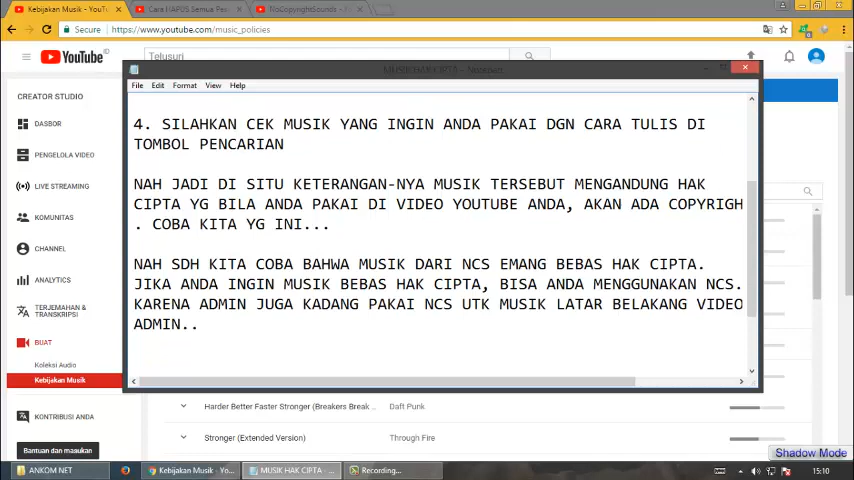 Kebijakan Musik - YouT
Cara HAPUS Semua Pes
NoCopyrightSounds -
Secure
https://www.youtube.com/music_policies
YouTube
ID
Telusuri
MUSIK HAK CIPTA - Notepad
File Edit Format View Help
CREATOR STUDIO
DASBOR
PENGELOLA VIDEO
LIVE STREAMING
KOMUNITAS
CHANNEL
ANALYTICS
TERJEMAHAN &
TRANSKRIPSI
BUAT
Koleksi Audio
Kebijakan Musik
KONTRIBUSI ANDA
Bantuan dan masukan
4. SILAHKAN CEK MUSIK YANG INGIN ANDA PAKAI DGN CARA TULIS DI
TOMBOL PENCARIAN
NAH JADI DI SITU KETERANGAN-NYA MUSIK TERSEBUT MENGANDUNG HAK
CIPTA YG BILA ANDA PAKAI DI VIDEO YOUTUBE ANDA, AKAN ADA COPYRIGH
. COBA KITA YG INI...
NAH SDH KITA COBA BAHWA MUSIK DARI NCS EMANG BEBAS HAK CIPTA.
JIKA ANDA INGIN MUSIK BEBAS HAK CIPTA, BISA ANDA MENGGUNAKAN NCS.
KARENA ADMIN JUGA KADANG PAKAI NCS UTK MUSIK LATAR BELAKANG VIDEO
ADMIN..
Harder Better Faster Stronger (Breakers Break ..
Daft Punk
Stronger (Extended Version)
Through Fire
Shadow Mode
ANKOM NET
Kebijakan Musik - Yo...
MUSIK HAK CIPTA - ...
Recording...
15:10